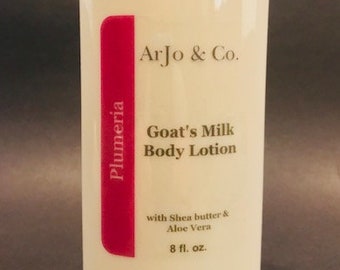 ArJo & Co.
Plumeria
Goat's Milk
Body Lotion
with Shea butter &
Aloe Vera
8 fl. oz.